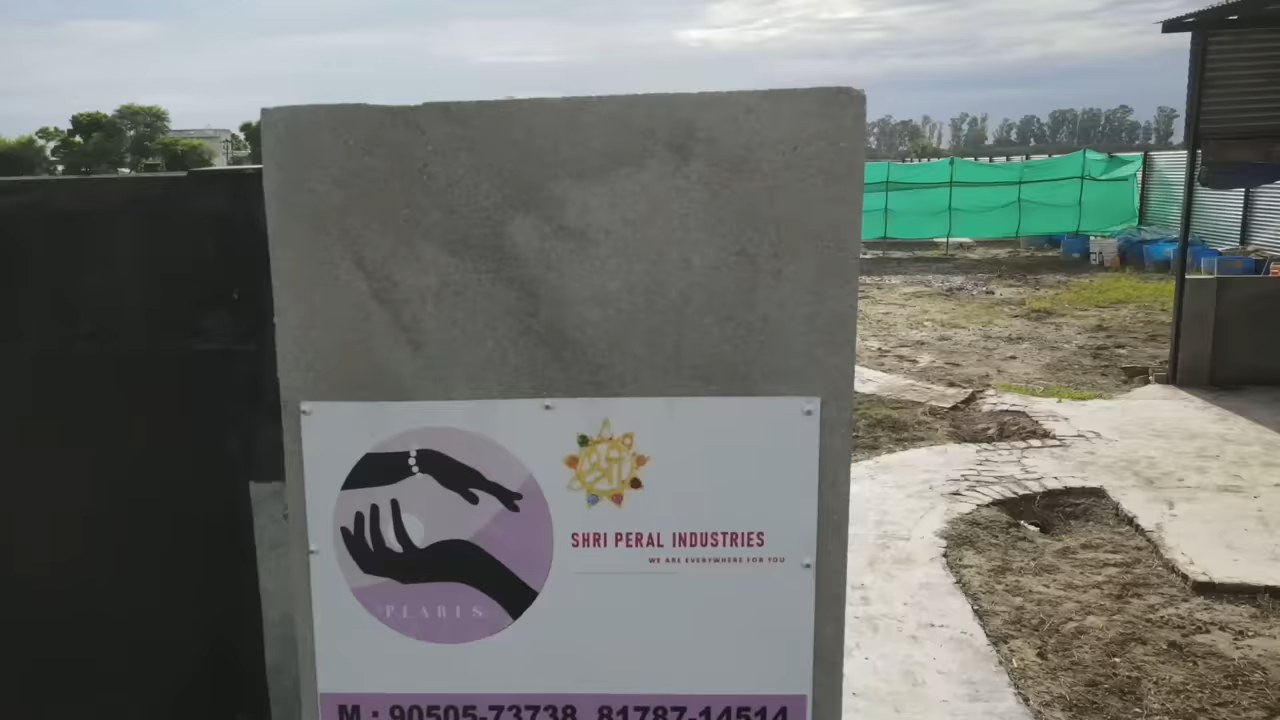 श्री
SHRI PERAL INDUSTRIES
WE ARE EVERYWHERE FOR YOU
PEARLS
M : 90505-73738, 81787-14514